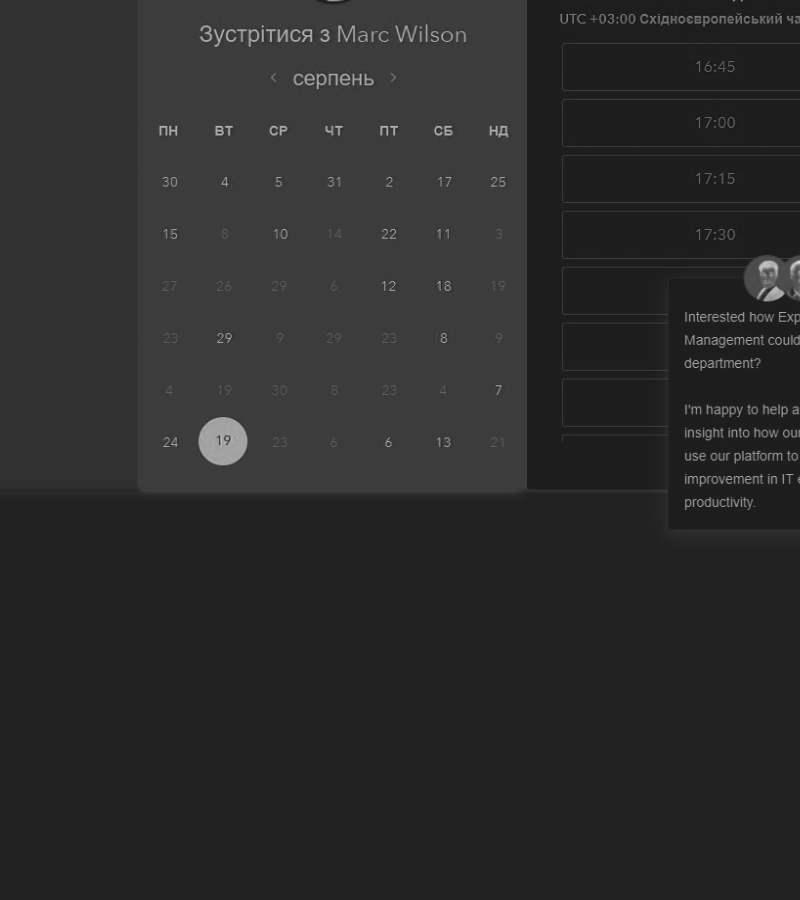 Зустрітися з Marc Wilson
серпень
ПН ВТ СР ЧТ ПТ СБ НД
30 4 5 31 2 17 25
15 8 10 14 22 11 3
27 26 29 6 12 18 19
23 29 9 29 23 8 9
4 19 30 8 23 4 7
24 19 23 6 6 13 21
UTC +03:00 Східноєвропейський ча
16:45
17:00
17:15
17:30
Interested how Exp
Management could
department?
I'm happy to help a
insight into how our
use our platform to
improvement in IT e
productivity.